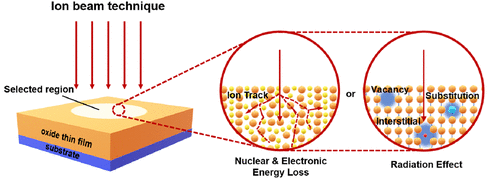 Ion beam technique
Selected region
oxide thin film
substrate
Ion Track
or
Vacancy
Substitution
Interstitial
Nuclear & Electronic
Energy Loss
Radiation Effect